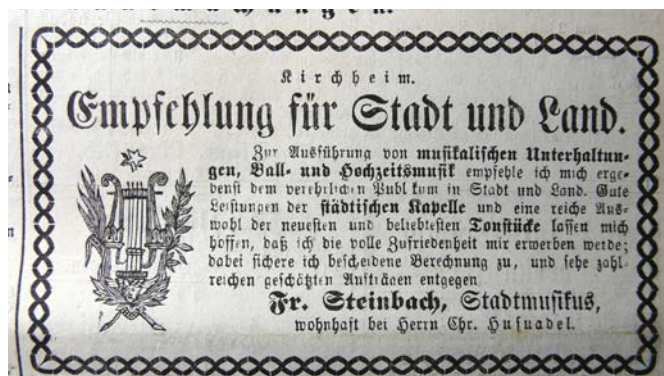 Kirchheim.
Empfehlung für Stadt und Land.
Zur Ausführung von musikalischen Unterhaltun-
gen, Ball- und Hochzeitsmusik empfehle ich mich erge-
benst dem verehrlichen Publikum in Stadt und Land. Gute
Leistungen der städtischen Kapelle und eine reiche Aus-
wahl der neuesten und beliebtesten Tonstücke lassen mich
hoffen, daß ich die volle Zufriedenheit mir erwerben werde;
dabei sichere ich bescheidene Berechnung zu, und sehe zahl-
reichen geschätzten Aufträgen entgegen
Fr. Steinbach, Stadtmusikus,
wohnhaft bei Herrn Chr. Hufnadel.